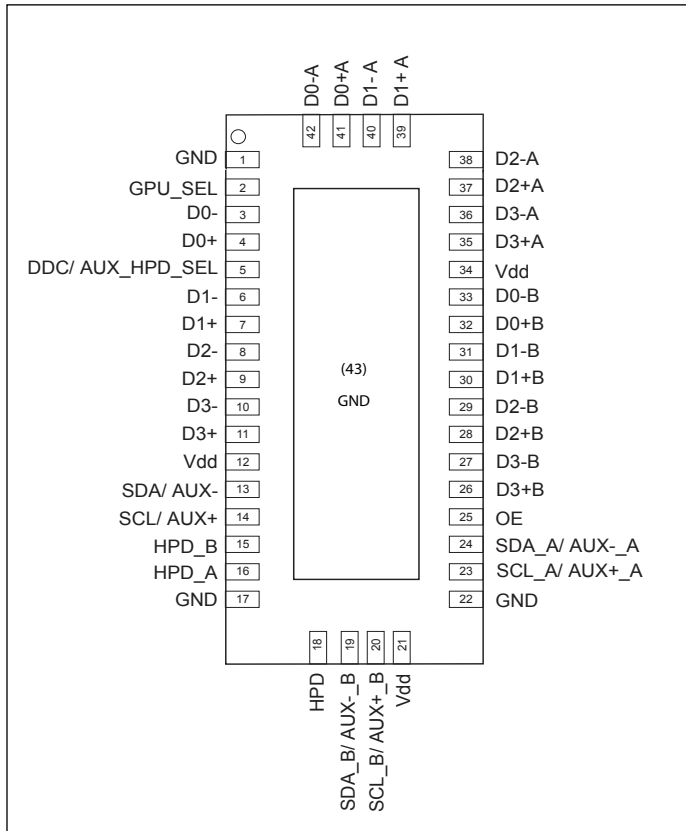 D0-A
D0+A
D1- A
D1+ A
42
41
40
39
GND 1
GPU_SEL 2
D0- 3
D0+ 4
DDC/ AUX_HPD_SEL 5
D1- 6
D1+ 7
D2- 8
D2+ 9
D3- 10
D3+ 11
Vdd 12
SDA/ AUX- 13
SCL/ AUX+ 14
HPD_B 15
HPD_A 16
GND 17
(43)
GND
38 D2-A
37 D2+A
36 D3-A
35 D3+A
34 Vdd
33 D0-B
32 D0+B
31 D1-B
30 D1+B
29 D2-B
28 D2+B
27 D3-B
26 D3+B
25 OE
24 SDA_A/ AUX-_A
23 SCL_A/ AUX+_A
22 GND
18
19
20
21
HPD
SDA_B/ AUX-_B
SCL_B/ AUX+_B
Vdd